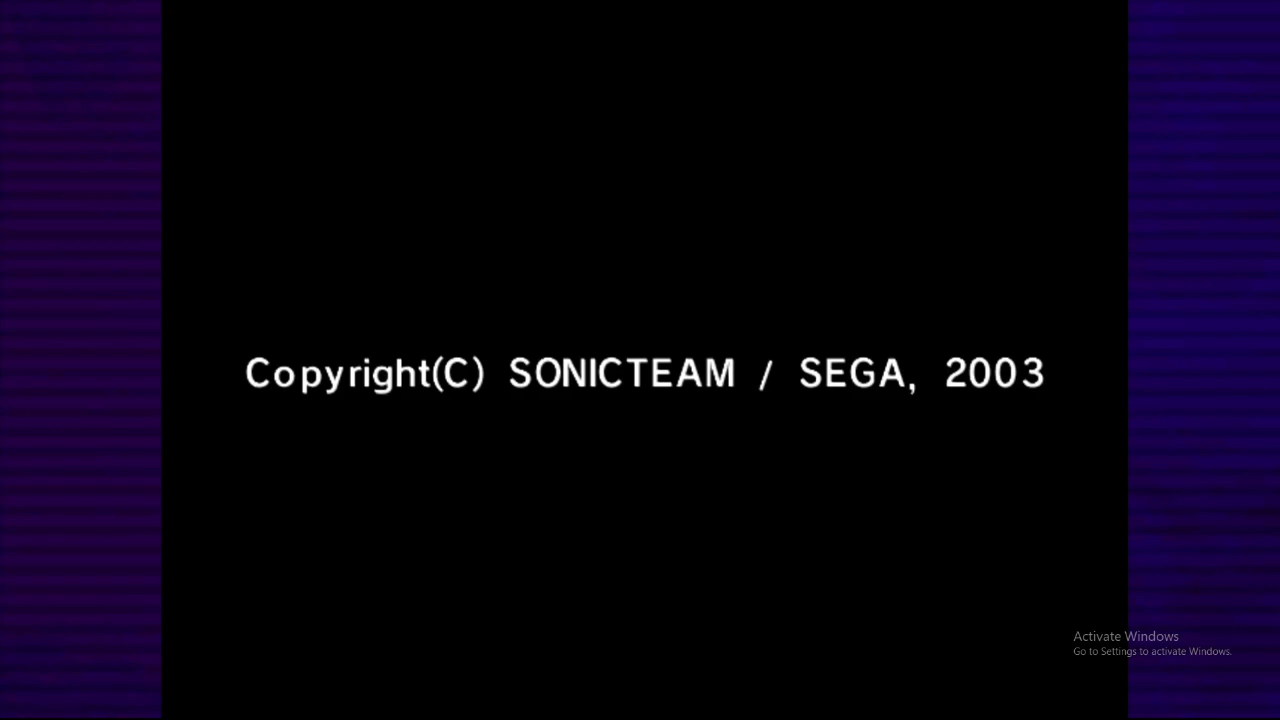 Copyright(C) SONICTEAM / SEGA, 2003
Activate Windows
Go to Settings to activate Windows.